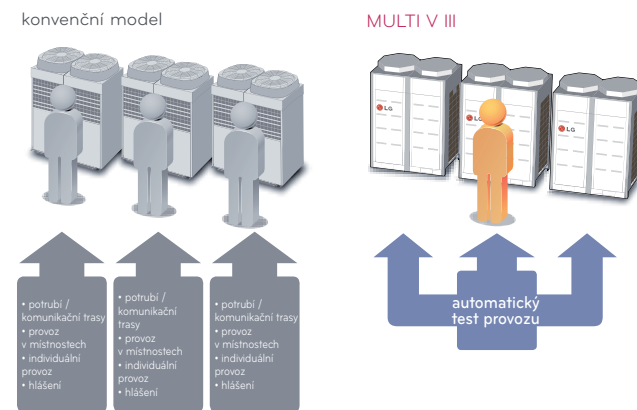 konvenční model
MULTI V III
LG
LG
LG
• potrubí /
komunikační trasy
• provoz
v místnostech
• individuální
provoz
• hlášení
• potrubí /
komunikační
trasy
• provoz
v místnostech
• individuální
provoz
• hlášení
• potrubí /
komunikační trasy
• provoz
v místnostech
• individuální
provoz
• hlášení
automatický
test provozu